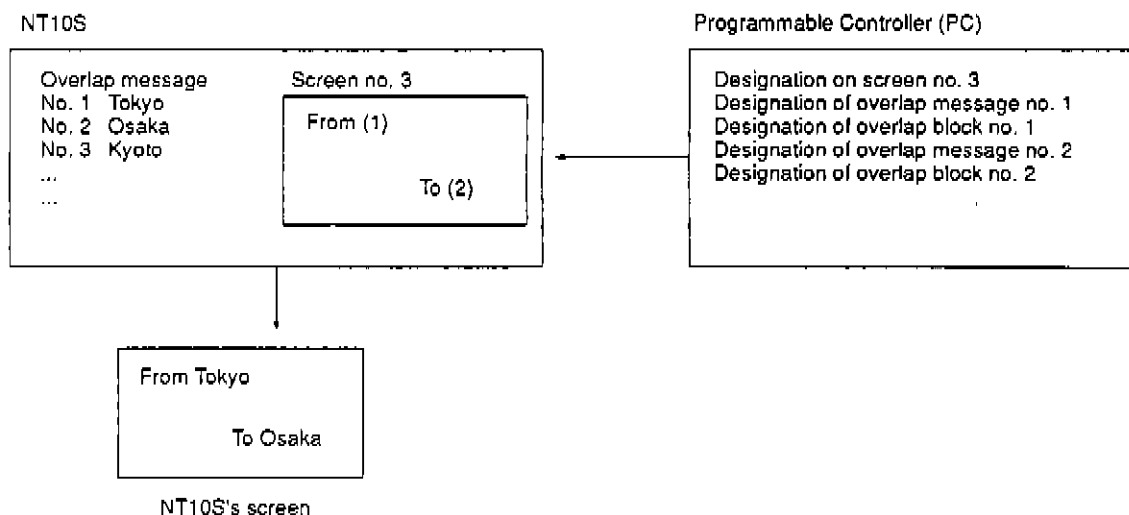 NT10S
Overlap message
No. 1 Tokyo
No. 2 Osaka
No. 3 Kyoto
...
...
Screen no. 3
From (1)
To (2)
Programmable Controller (PC)
Designation on screen no. 3
Designation of overlap message no. 1
Designation of overlap block no. 1
Designation of overlap message no. 2
Designation of overlap block no. 2
From Tokyo
To Osaka
NT10S's screen